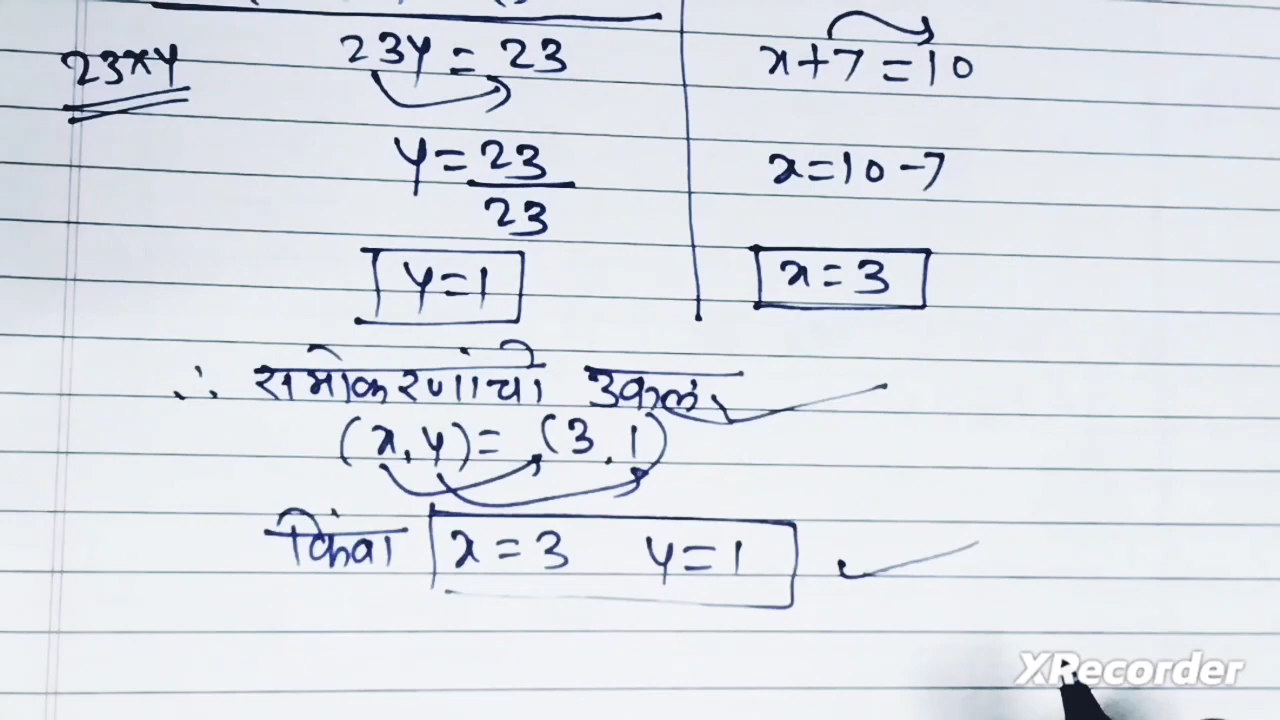 23xy
23y = 23
y = 23
23
y = 1
x + 7 = 10
x = 10 - 7
x = 3
∴ समीकरणांची उकल
(x, y) = (3, 1)
किंवा x = 3 y = 1
XRecorder